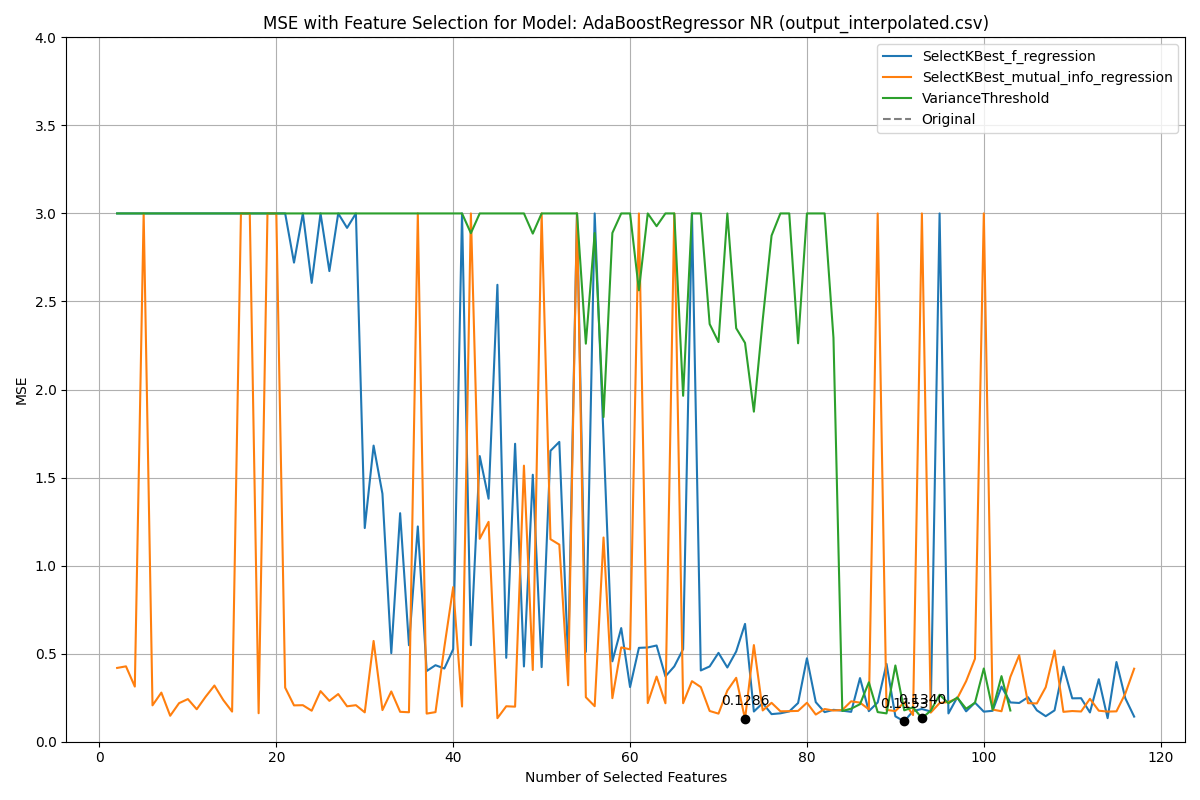 MSE with Feature Selection for Model: AdaBoostRegressor NR (output_interpolated.csv)
SelectKBest_f_regression
SelectKBest_mutual_info_regression
VarianceThreshold
Original
MSE
4.0
3.5
3.0
2.5
2.0
1.5
1.0
0.5
0.0
0.1286
0.1340
0 20 40 60 80 100 120
Number of Selected Features